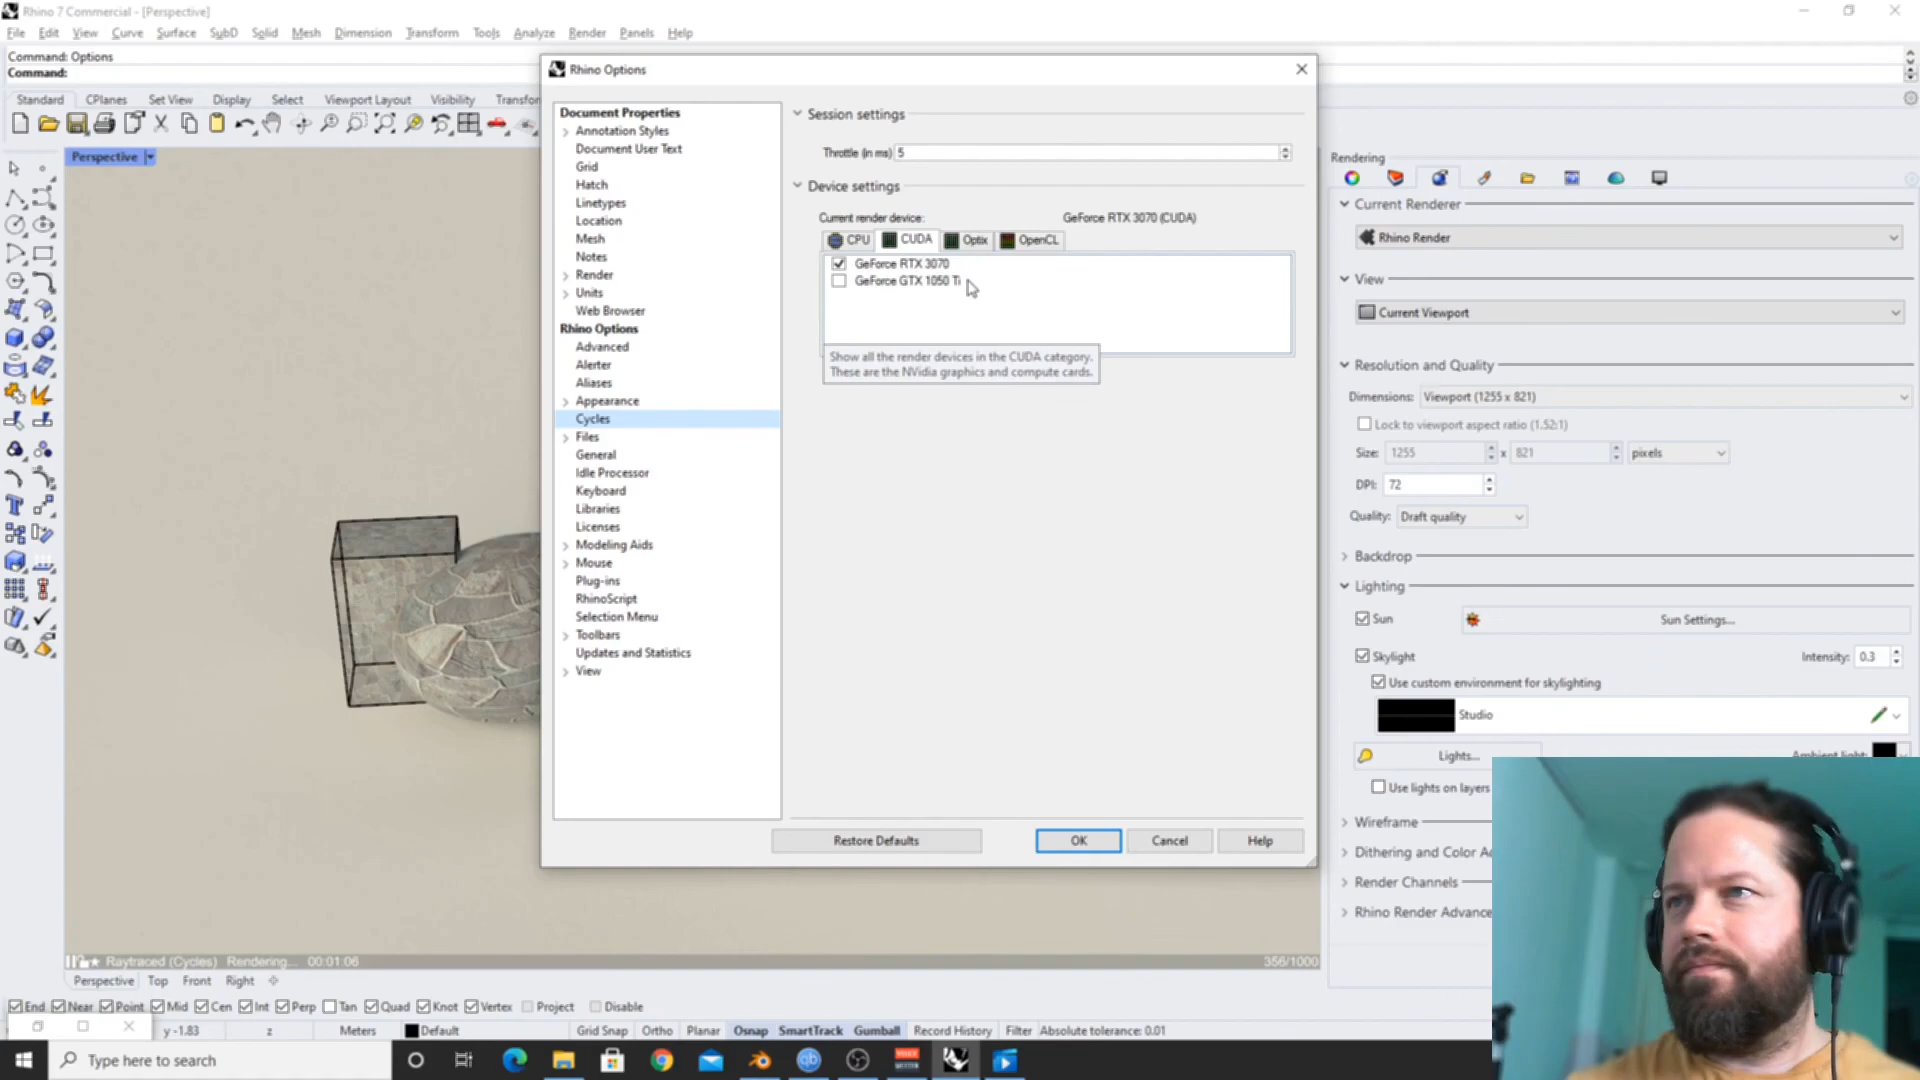 Rhino 7 Commercial - [Perspective]
File Edit View Curve Surface SubD Solid Mesh Dimension Transform Tools Analyze Render Panels Help
Command: Options
Command:
Standard CPlanes Set View Display Select Viewport Layout Visibility Transfor
Perspective
Rhino Options
Document Properties
Annotation Styles
Document User Text
Grid
Hatch
Linetypes
Location
Mesh
Notes
Render
Units
Web Browser
Rhino Options
Advanced
Alerter
Aliases
Appearance
Cycles
Files
General
Idle Processor
Keyboard
Libraries
Licenses
Modeling Aids
Mouse
Plug-ins
RhinoScript
Selection Menu
Toolbars
Updates and Statistics
View
Session settings
Throttle (in ms) 5
Device settings
Current render device: GeForce RTX 3070 (CUDA)
CPU CUDA Optix OpenCL
GeForce RTX 3070
GeForce GTX 1050 Ti
Show all the render devices in the CUDA category.
These are the NVidia graphics and compute cards.
Restore Defaults OK Cancel Help
Rendering
Current Renderer
Rhino Render
View
Current Viewport
Resolution and Quality
Dimensions: Viewport (1255 x 821)
Lock to viewport aspect ratio (1.52:1)
Size: 1255 x 821 pixels
DPI: 72
Quality: Draft quality
Backdrop
Lighting
Sun Sun Settings...
Skylight Intensity: 0.3
Use custom environment for skylighting
Studio
Lights... Ambient light:
Use lights on layers
Wireframe
Dithering and Color A
Render Channels
Rhino Render Advance
Raytraced (Cycles) Rendering... 00:01:06 356/1000
Perspective Top Front Right
End Near Point Mid Cen Int Perp Tan Quad Knot Vertex Project Disable
y -1.83 z Meters Default Grid Snap Ortho Planar Osnap SmartTrack Gumball Record History Filter Absolute tolerance: 0.01
Type here to search